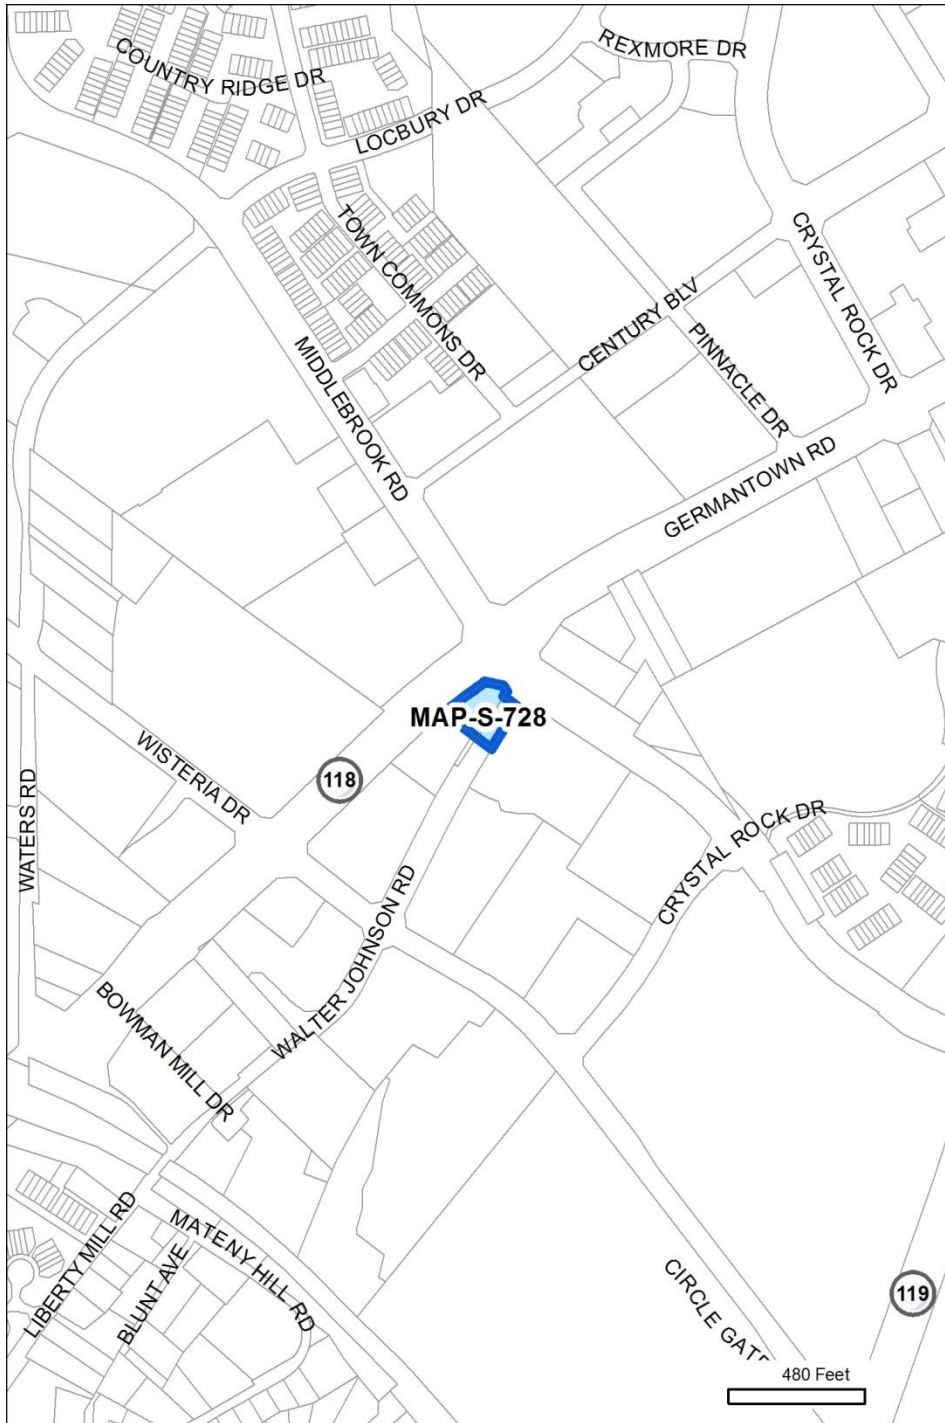 REXMORE DR
COUNTRY RIDGE DR
LOCBURY DR
TOWN COMMONS DR
CRYSTAL ROCK DR
CENTURY BLV
PINNACLE DR
MIDDLEBROOK RD
GERMANTOWN RD
MAP-S-728
WISTERIA DR
118
WATERS RD
CRYSTAL ROCK DR
WALTER JOHNSON RD
BOWMAN MILL DR
LIBERTY MILL RD
MATENY HILL RD
BLUNT AVE
CIRCLE GATE
119
480 Feet